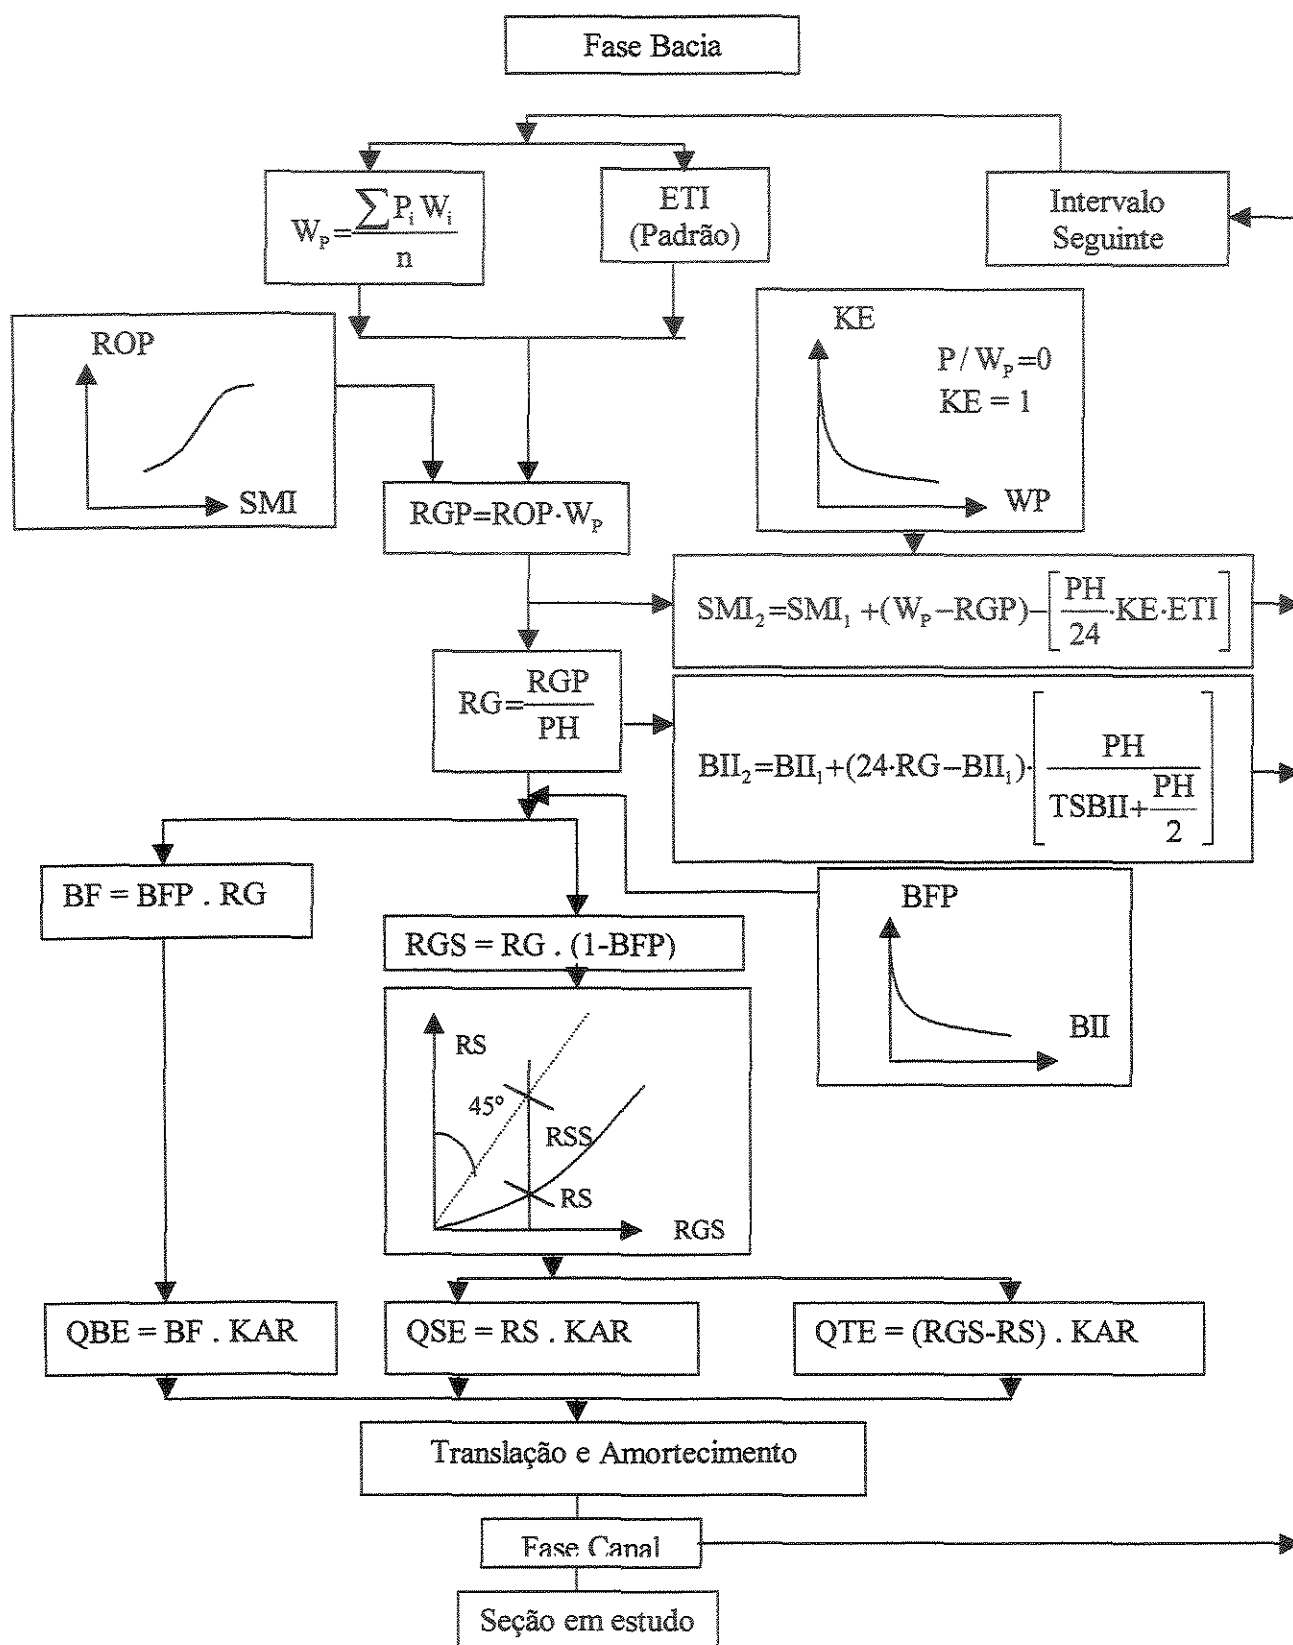 Fase Bacia
W_P = ∑ P_i W_i / n
ETI
(Padrão)
Intervalo
Seguinte
ROP
SMI
KE
P / W_P =0
KE = 1
WP
RGP=ROP·W_P
SMI_2=SMI_1 +(W_P–RGP)–[PH/24·KE·ETI]
RG=RGP/PH
BII_2=BII_1+(24·RG–BII_1)·[PH/(TSBII+PH/2)]
BF = BFP . RG
BFP
BII
RGS = RG . (1-BFP)
RS
45º
RSS
RS
RGS
QBE = BF . KAR
QSE = RS . KAR
QTE = (RGS-RS) . KAR
Translação e Amortecimento
Fase Canal
Seção em estudo